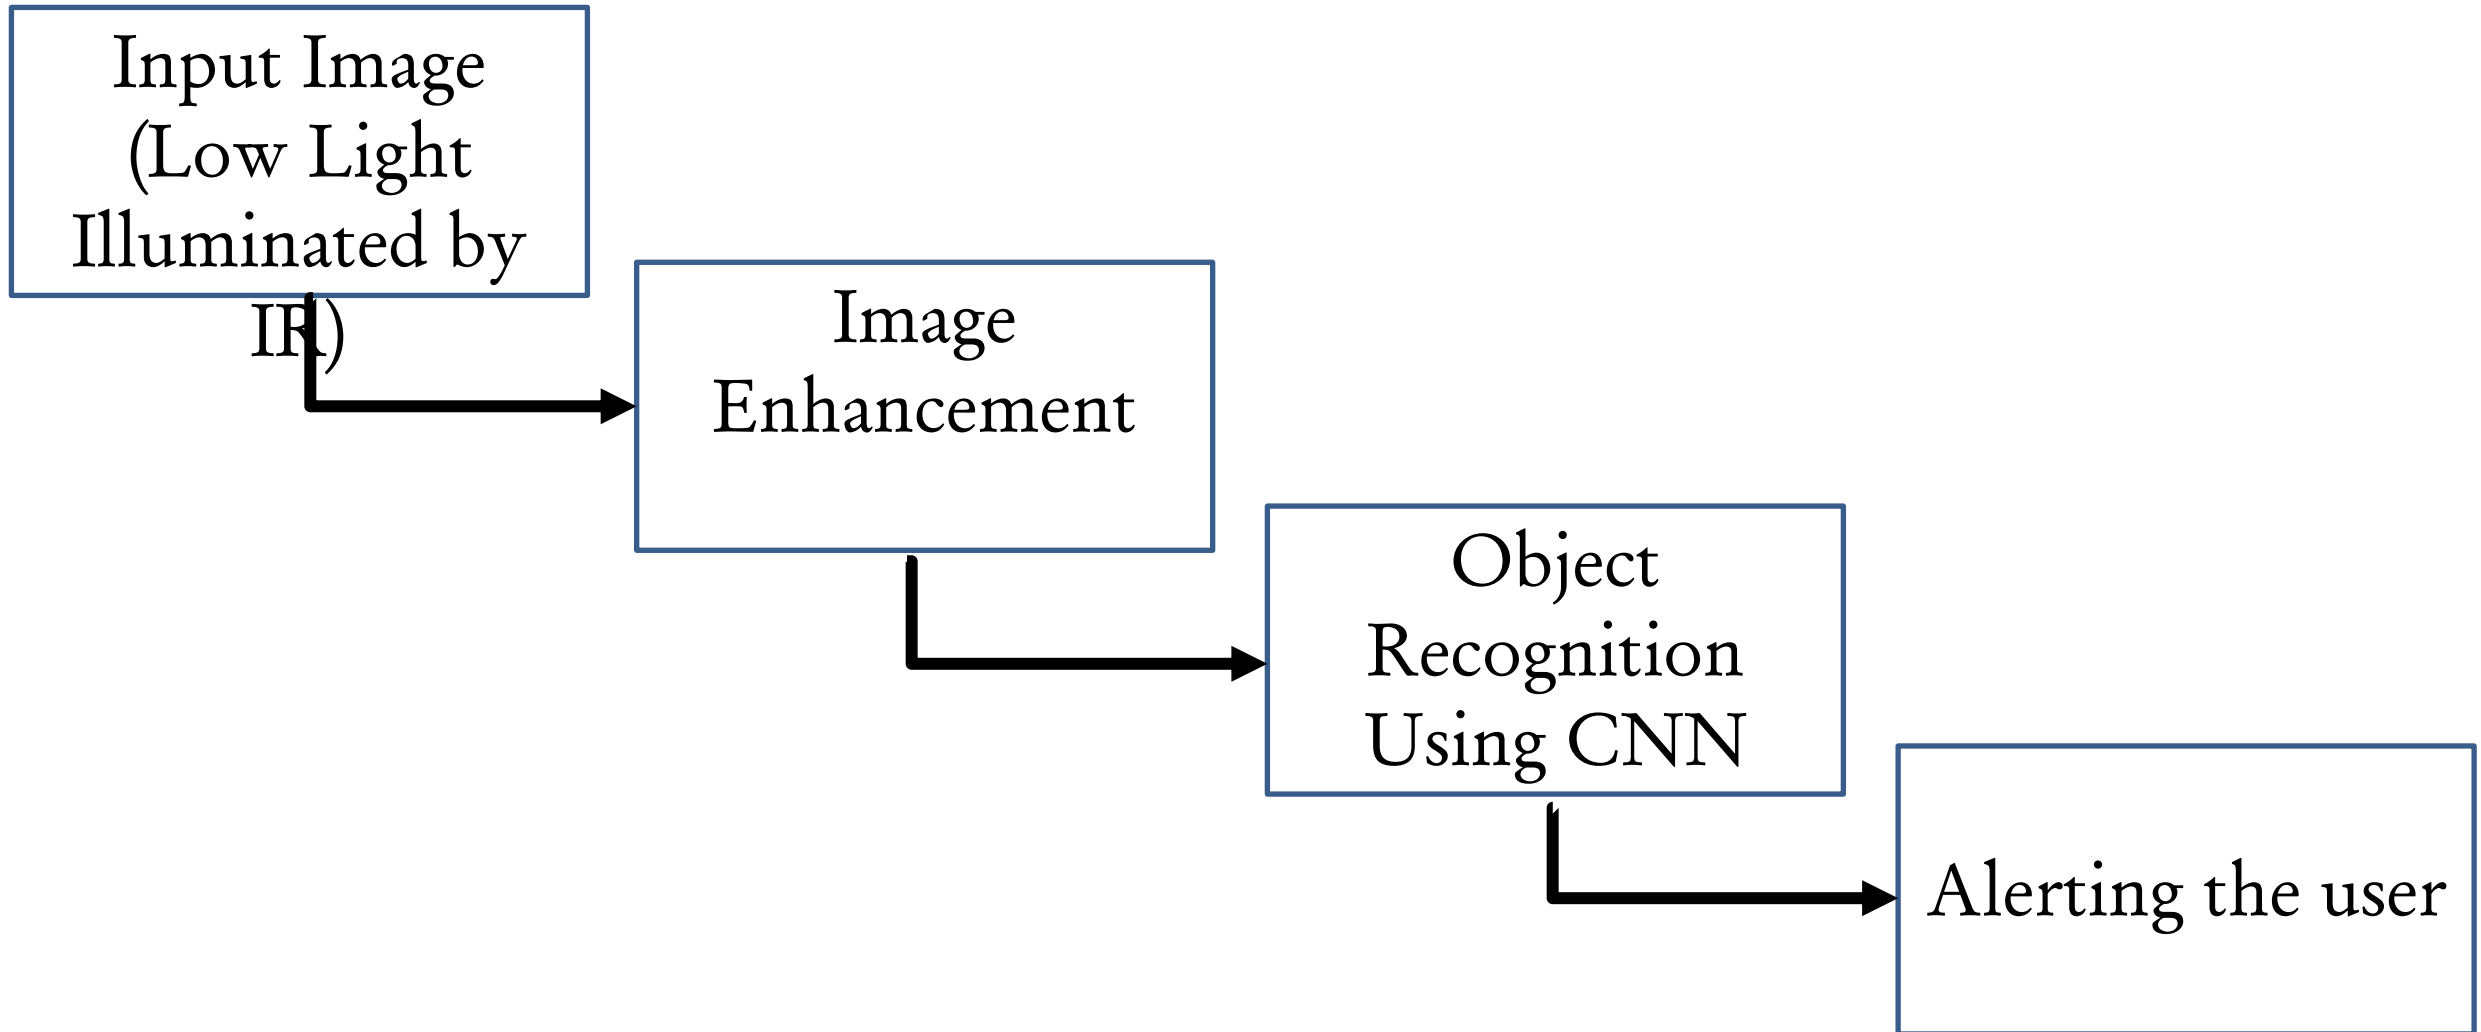 Input Image
(Low Light
Illuminated by
IR)
Image
Enhancement
Object
Recognition
Using CNN
Alerting the user